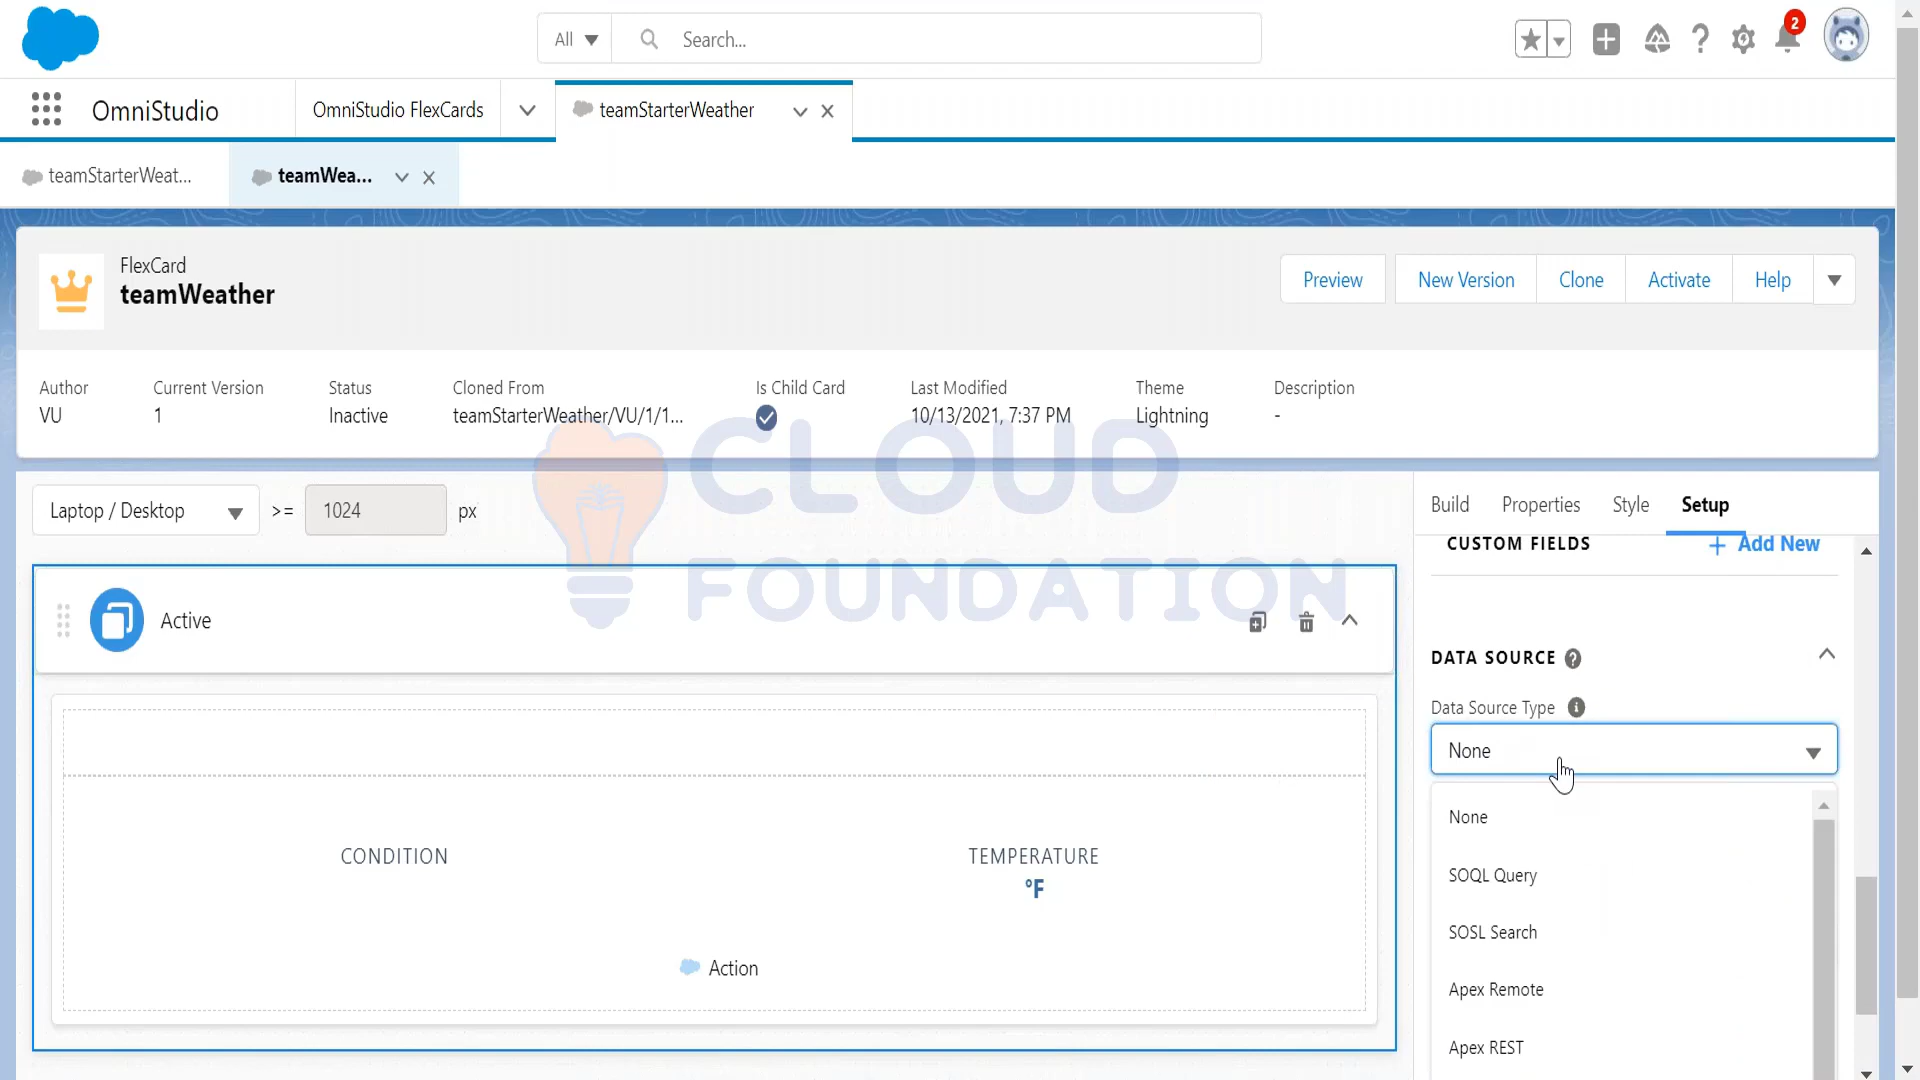 All
Search...
2
OmniStudio
OmniStudio FlexCards
teamStarterWeather
teamStarterWeat...
teamWea...
FlexCard
teamWeather
Preview
New Version
Clone
Activate
Help
Author
VU
Current Version
1
Status
Inactive
Cloned From
teamStarterWeather/VU/1/1...
Is Child Card
Last Modified
10/13/2021, 7:37 PM
Theme
Lightning
Description
-
CLOUD
FOUNDATION
Laptop / Desktop
>=
1024
px
Build
Properties
Style
Setup
CUSTOM FIELDS
+ Add New
Active
DATA SOURCE ?
Data Source Type
None
None
SOQL Query
SOSL Search
Apex Remote
Apex REST
CONDITION
TEMPERATURE
°F
Action